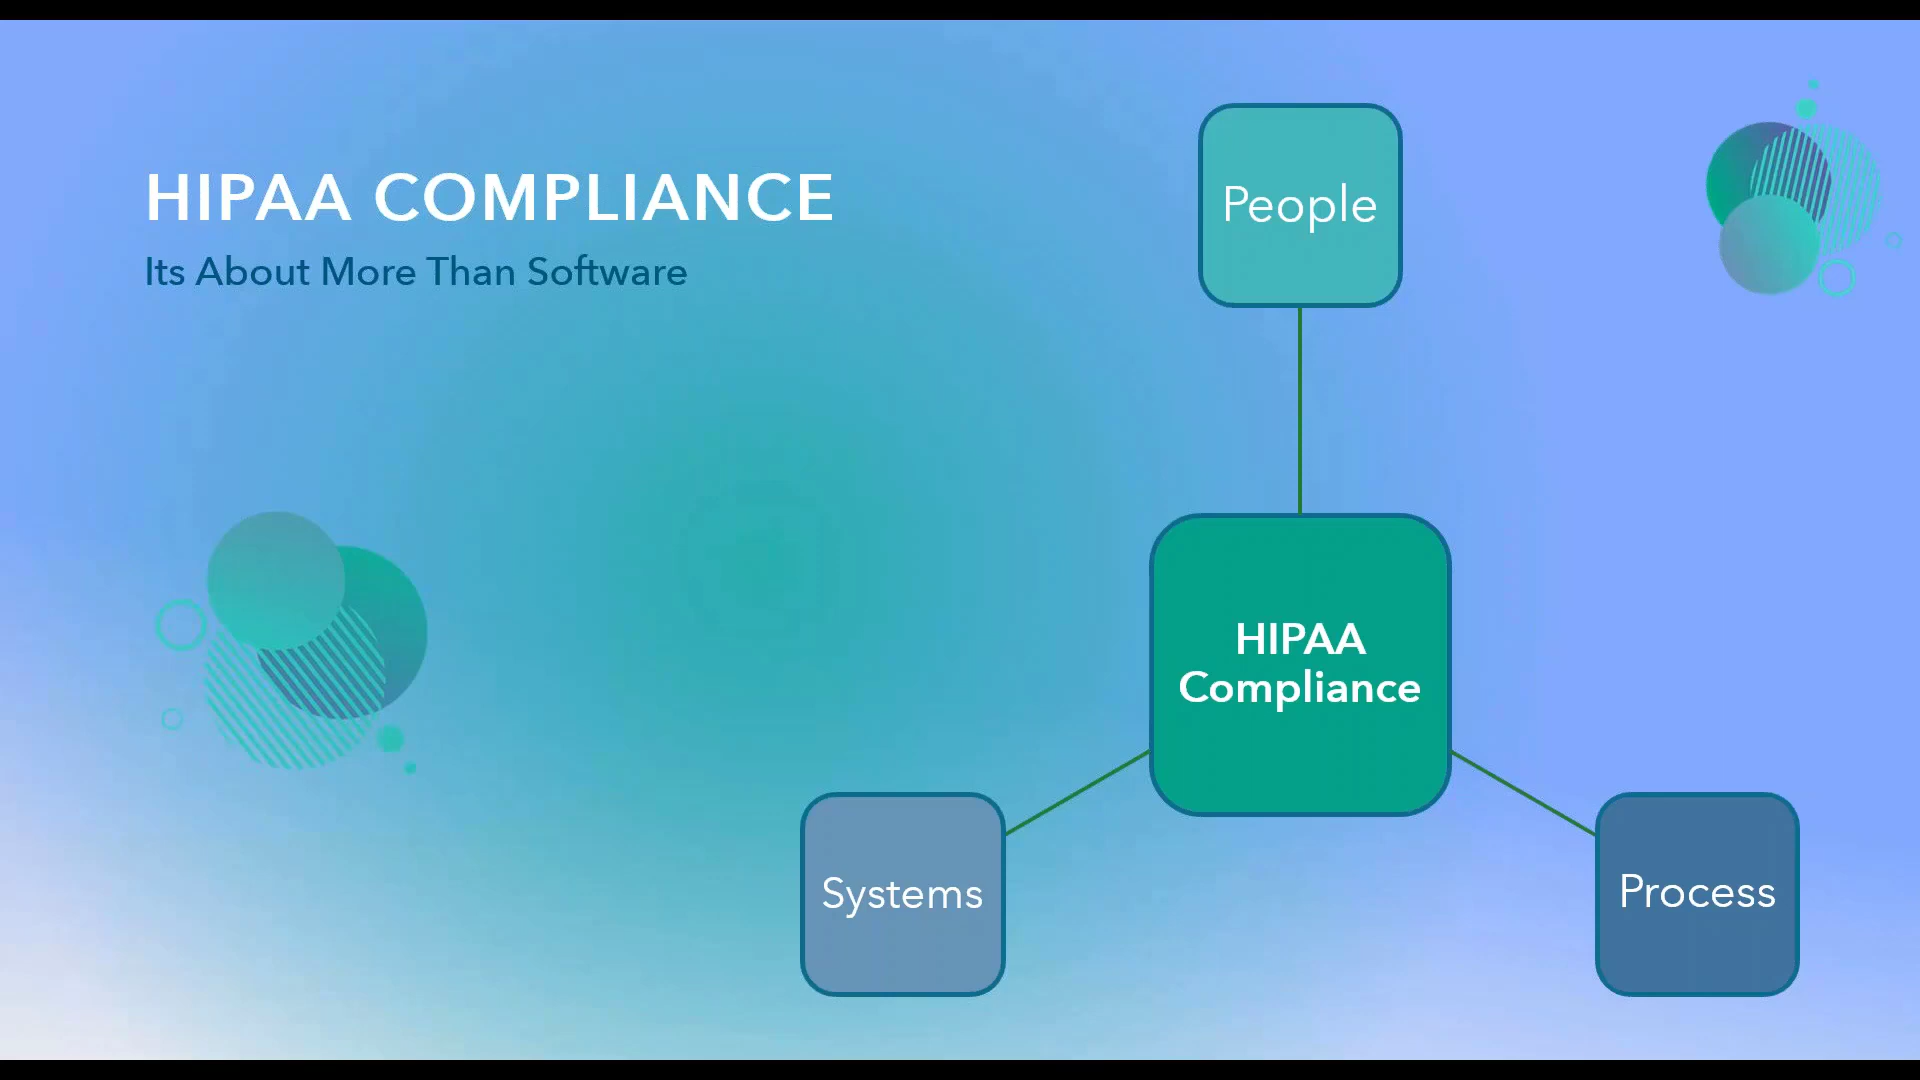 HIPAA COMPLIANCE
Its About More Than Software
People
HIPAA
Compliance
Systems
Process